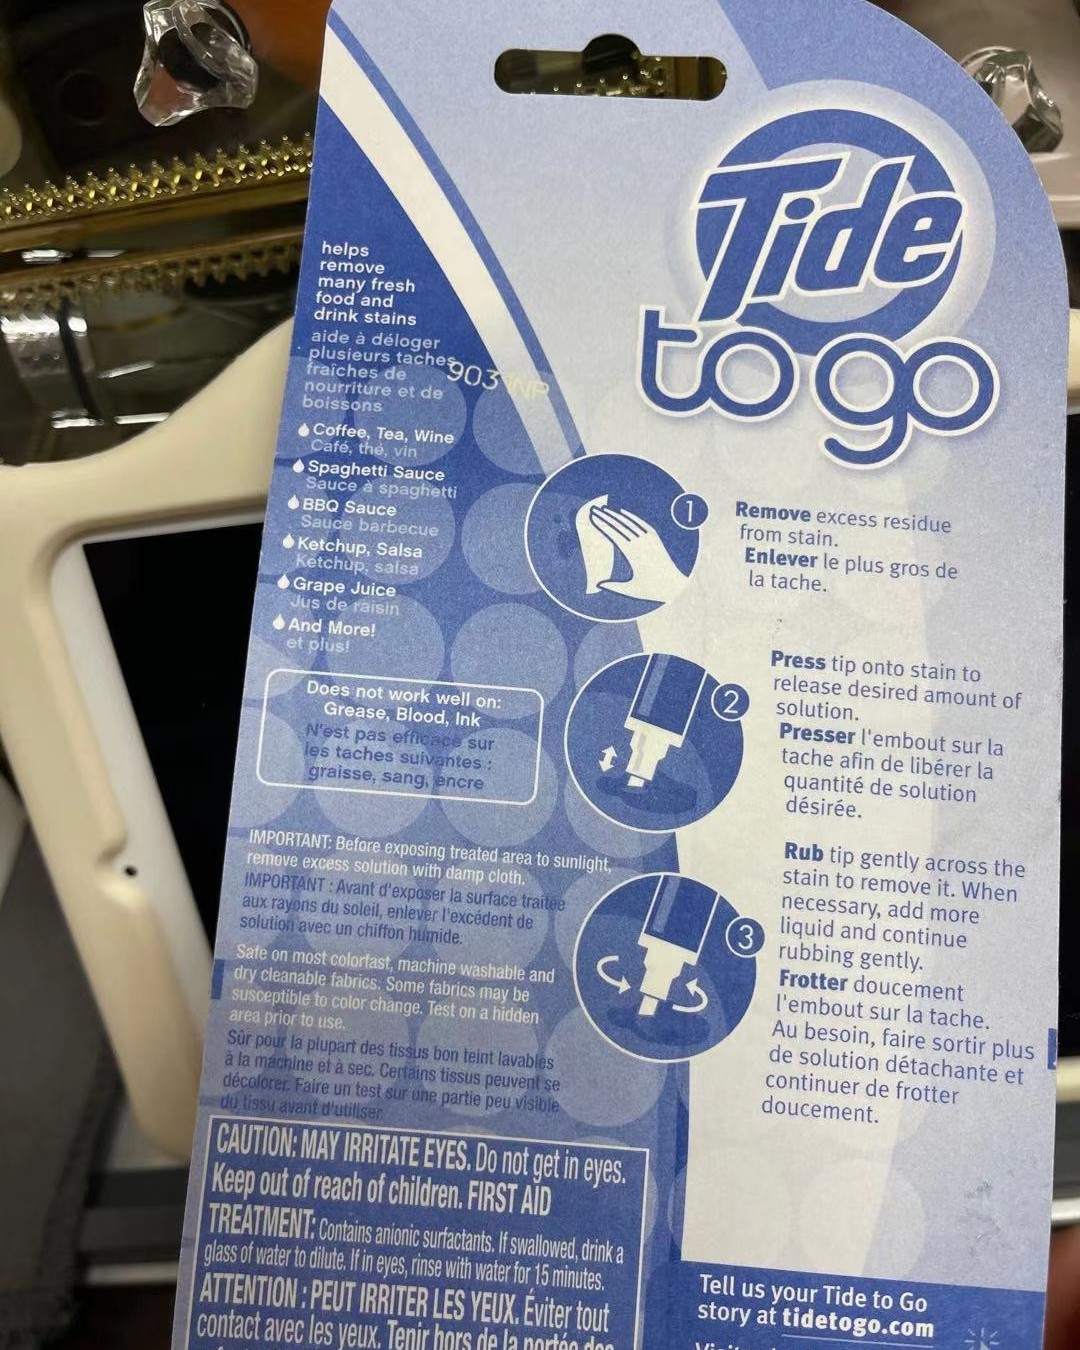 Tide
to go
helps
remove
many fresh
food and
drink stains
aide à déloger
plusieurs taches
fraîches de
nourriture et de
boissons
903
Coffee, Tea, Wine
Café, thé, vin
Spaghetti Sauce
Sauce à spaghetti
BBQ Sauce
Sauce barbecue
Ketchup, Salsa
Ketchup, salsa
Grape Juice
Jus de raisin
And More!
et plus!
Does not work well on:
Grease, Blood, Ink
N'est pas efficace sur
les taches suivantes :
graisse, sang, encre
IMPORTANT: Before exposing treated area to sunlight,
remove excess solution with damp cloth.
IMPORTANT : Avant d'exposer la surface traitée
aux rayons du soleil, enlever l'excédent de
solution avec un chiffon humide.
Safe on most colorfast, machine washable and
dry cleanable fabrics. Some fabrics may be
susceptible to color change. Test on a hidden
area prior to use.
Sûr pour la plupart des tissus bon teint lavables
à la machine et à sec. Certains tissus peuvent se
décolorer. Faire un test sur une partie peu visible
du tissu avant d'utiliser.
CAUTION: MAY IRRITATE EYES. Do not get in eyes.
Keep out of reach of children. FIRST AID
TREATMENT: Contains anionic surfactants. If swallowed, drink a
glass of water to dilute. If in eyes, rinse with water for 15 minutes.
ATTENTION : PEUT IRRITER LES YEUX. Éviter tout
contact avec les yeux. Tenir hors de la portée des
1
Remove excess residue
from stain.
Enlever le plus gros de
la tache.
2
Press tip onto stain to
release desired amount of
solution.
Presser l'embout sur la
tache afin de libérer la
quantité de solution
désirée.
3
Rub tip gently across the
stain to remove it. When
necessary, add more
liquid and continue
rubbing gently.
Frotter doucement
l'embout sur la tache.
Au besoin, faire sortir plus
de solution détachante et
continuer de frotter
doucement.
Tell us your Tide to Go
story at tidetogo.com